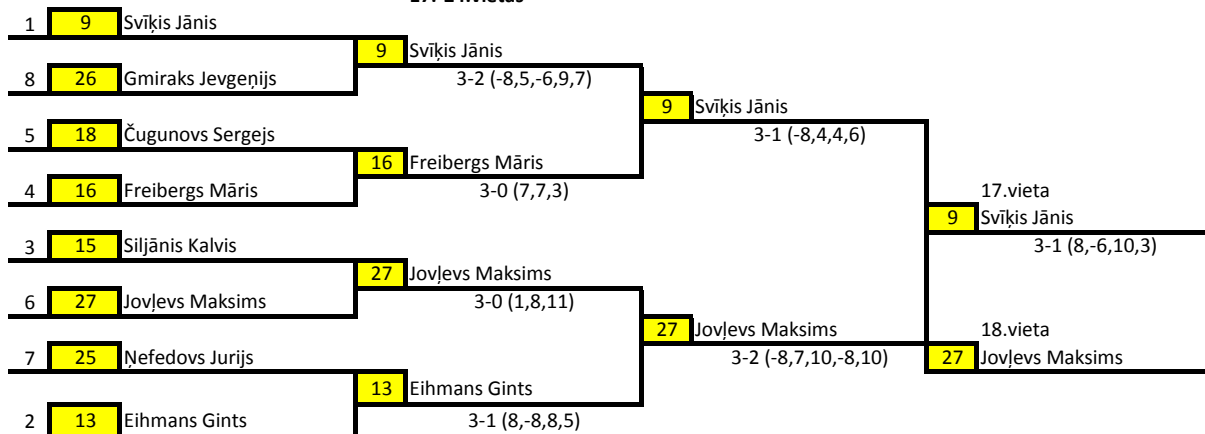 1 9 Svīķis Jānis
9 Svīķis Jānis
8 26 Gmiraks Jevgeņijs
3-2 (-8,5,-6,9,7)
9 Svīķis Jānis
5 18 Čugunovs Sergejs
3-1 (-8,4,4,6)
16 Freibergs Māris
4 16 Freibergs Māris
3-0 (7,7,3)
17.vieta
9 Svīķis Jānis
3 15 Siljānis Kalvis
3-1 (8,-6,10,3)
27 Jovļevs Maksims
6 27 Jovļevs Maksims
3-0 (1,8,11)
27 Jovļevs Maksims
18.vieta
7 25 Ņefedovs Jurijs
3-2 (-8,7,10,-8,10)
27 Jovļevs Maksims
13 Eihmans Gints
2 13 Eihmans Gints
3-1 (8,-8,8,5)